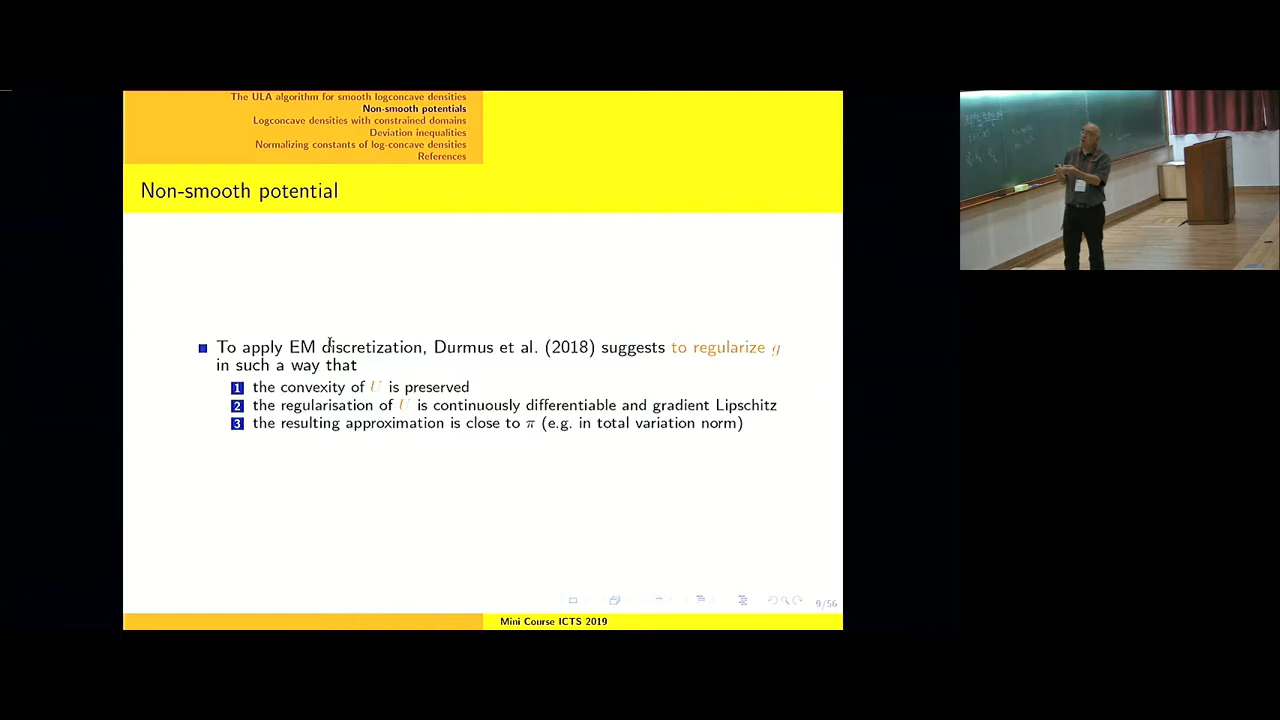 The ULA algorithm for smooth logconcave densities
Non-smooth potentials
Logconcave densities with constrained domains
Deviation inequalities
Normalizing constants of log-concave densities
References
Non-smooth potential
To apply EM discretization, Durmus et al. (2018) suggests to regularize g
in such a way that
1 the convexity of U is preserved
2 the regularisation of U is continuously differentiable and gradient Lipschitz
3 the resulting approximation is close to π (e.g. in total variation norm)
9/56
Mini Course ICTS 2019